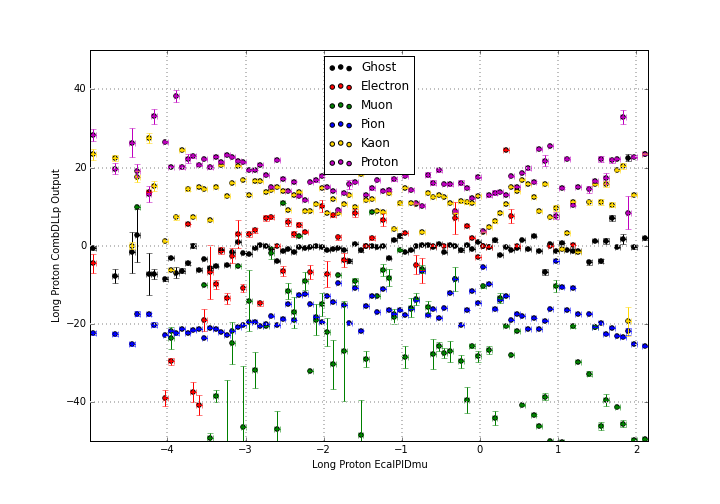 Ghost
Electron
Muon
Pion
Kaon
Proton
40
20
0
−20
−40
−4
−3
−2
−1
0
1
2
Long Proton CombDLLp Output
Long Proton EcalPIDmu